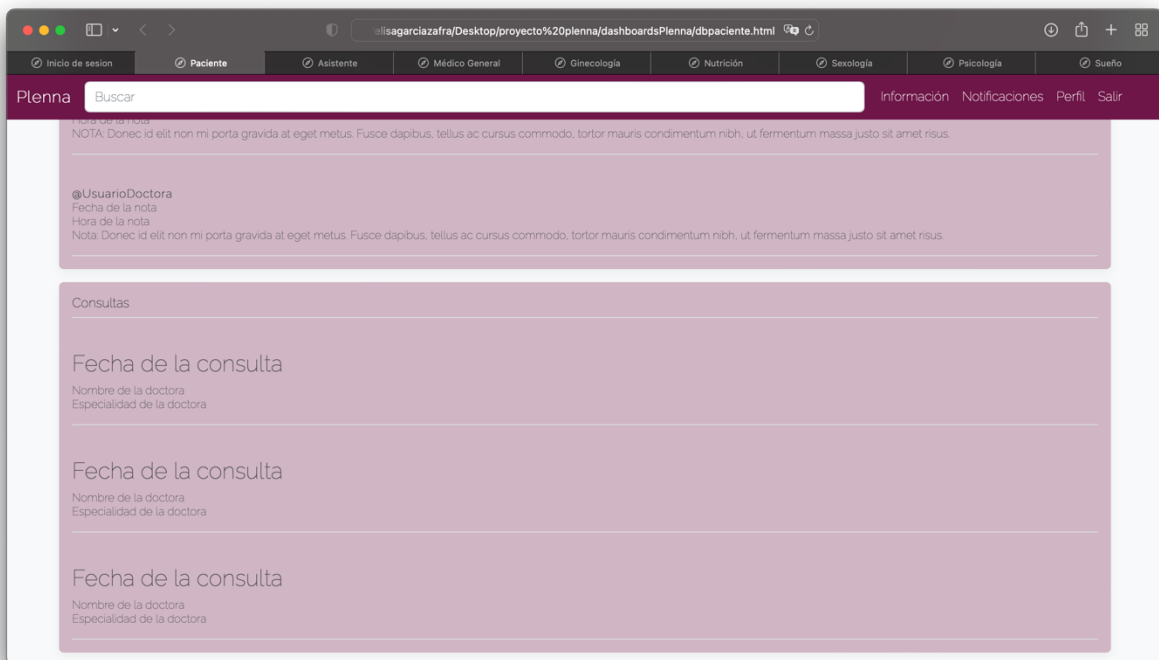 elisagarciazafra/Desktop/proyecto%20plenna/dashboardsPlenna/dbpaciente.html
Inicio de sesion
Paciente
Asistente
Médico General
Ginecología
Nutrición
Sexología
Psicología
Sueño
Plenna
Buscar
Información
Notificaciones
Perfil
Salir
Hora de la nota
NOTA: Donec id elit non mi porta gravida at eget metus. Fusce dapibus, tellus ac cursus commodo, tortor mauris condimentum nibh, ut fermentum massa justo sit amet risus.
@UsuarioDoctora
Fecha de la nota
Hora de la nota
Nota: Donec id elit non mi porta gravida at eget metus. Fusce dapibus, tellus ac cursus commodo, tortor mauris condimentum nibh, ut fermentum massa justo sit amet risus.
Consultas
Fecha de la consulta
Nombre de la doctora
Especialidad de la doctora
Fecha de la consulta
Nombre de la doctora
Especialidad de la doctora
Fecha de la consulta
Nombre de la doctora
Especialidad de la doctora